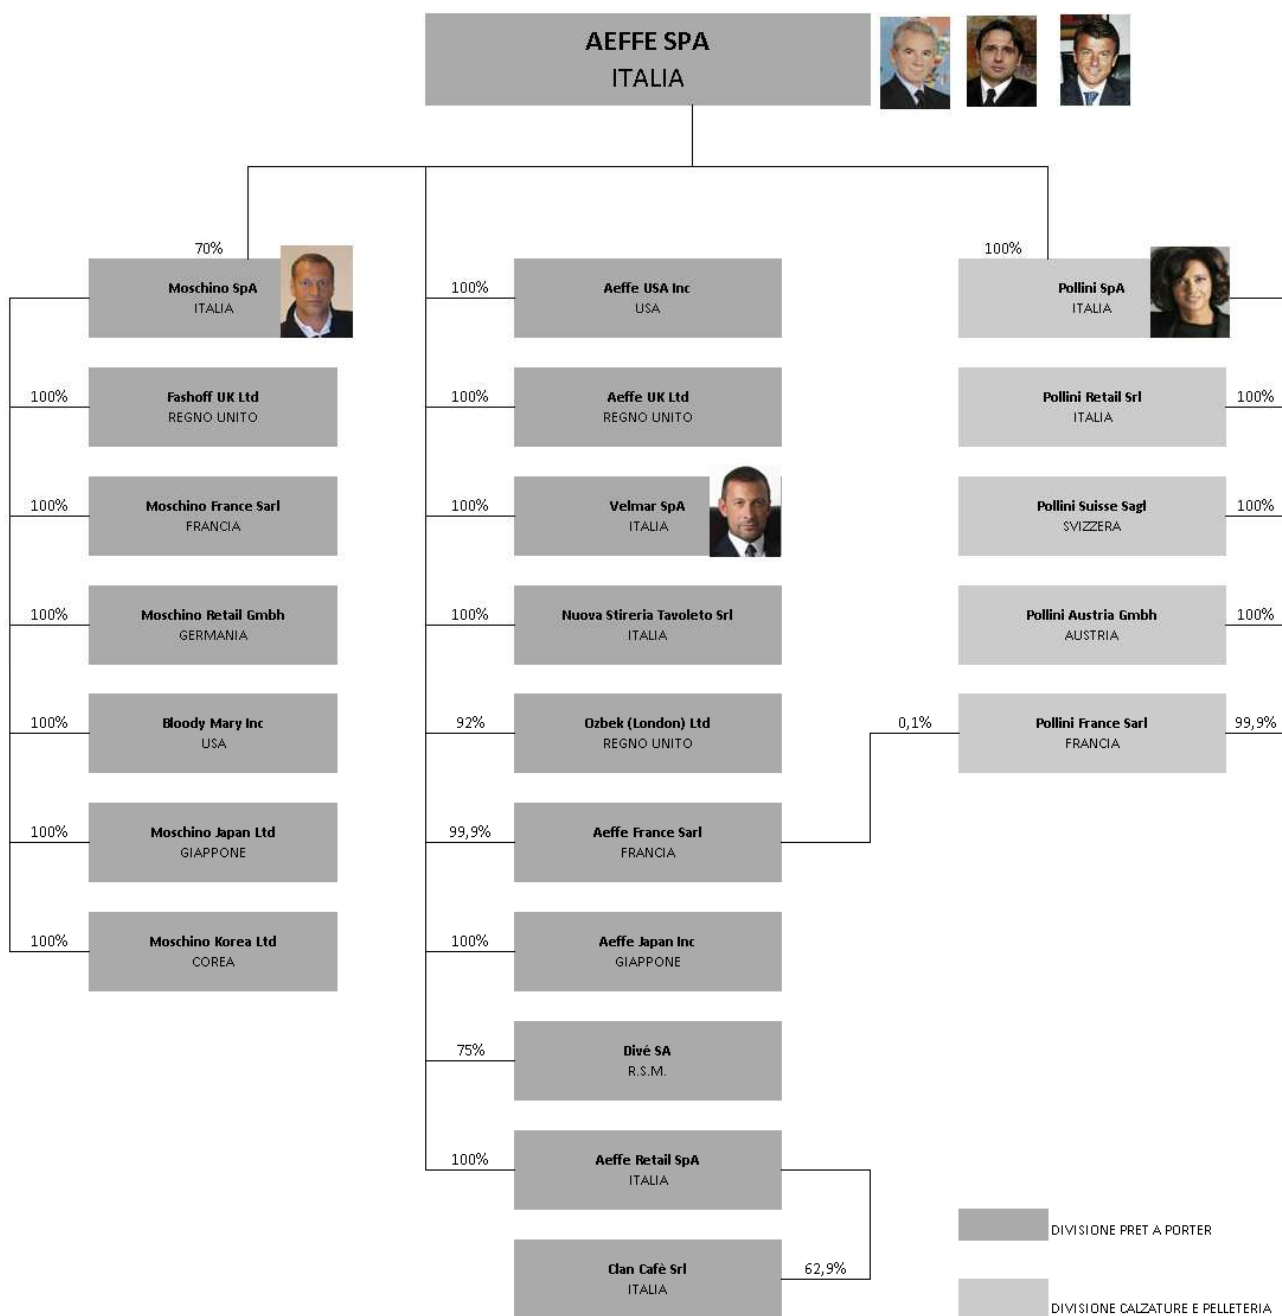 AEFFE SPA
ITALIA
70%
Moschino SpA
ITALIA
100%
Fashoff UK Ltd
REGNO UNITO
100%
Moschino France Sarl
FRANCIA
100%
Moschino Retail Gmbh
GERMANIA
100%
Bloody Mary Inc
USA
100%
Moschino Japan Ltd
GIAPPONE
100%
Moschino Korea Ltd
COREA
100%
Aeffe USA Inc
USA
100%
Aeffe UK Ltd
REGNO UNITO
100%
Velmar SpA
ITALIA
100%
Nuova Stireria Tavoleto Srl
ITALIA
92%
Ozbek (London) Ltd
REGNO UNITO
99,9%
Aeffe France Sarl
FRANCIA
100%
Aeffe Japan Inc
GIAPPONE
75%
Divé SA
R.S.M.
100%
Aeffe Retail SpA
ITALIA
Clan Cafè Srl
ITALIA
62,9%
100%
Pollini SpA
ITALIA
Pollini Retail Srl
ITALIA
100%
Pollini Suisse Sagl
SVIZZERA
100%
Pollini Austria Gmbh
AUSTRIA
100%
0,1%
Pollini France Sarl
FRANCIA
99,9%
DIVISIONE PRET A PORTER
DIVISIONE CALZATURE E PELLETERIA